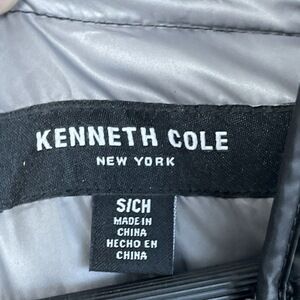 KENNETH COLE
NEW YORK
S/CH
MADE IN
CHINA
HECHO EN
CHINA